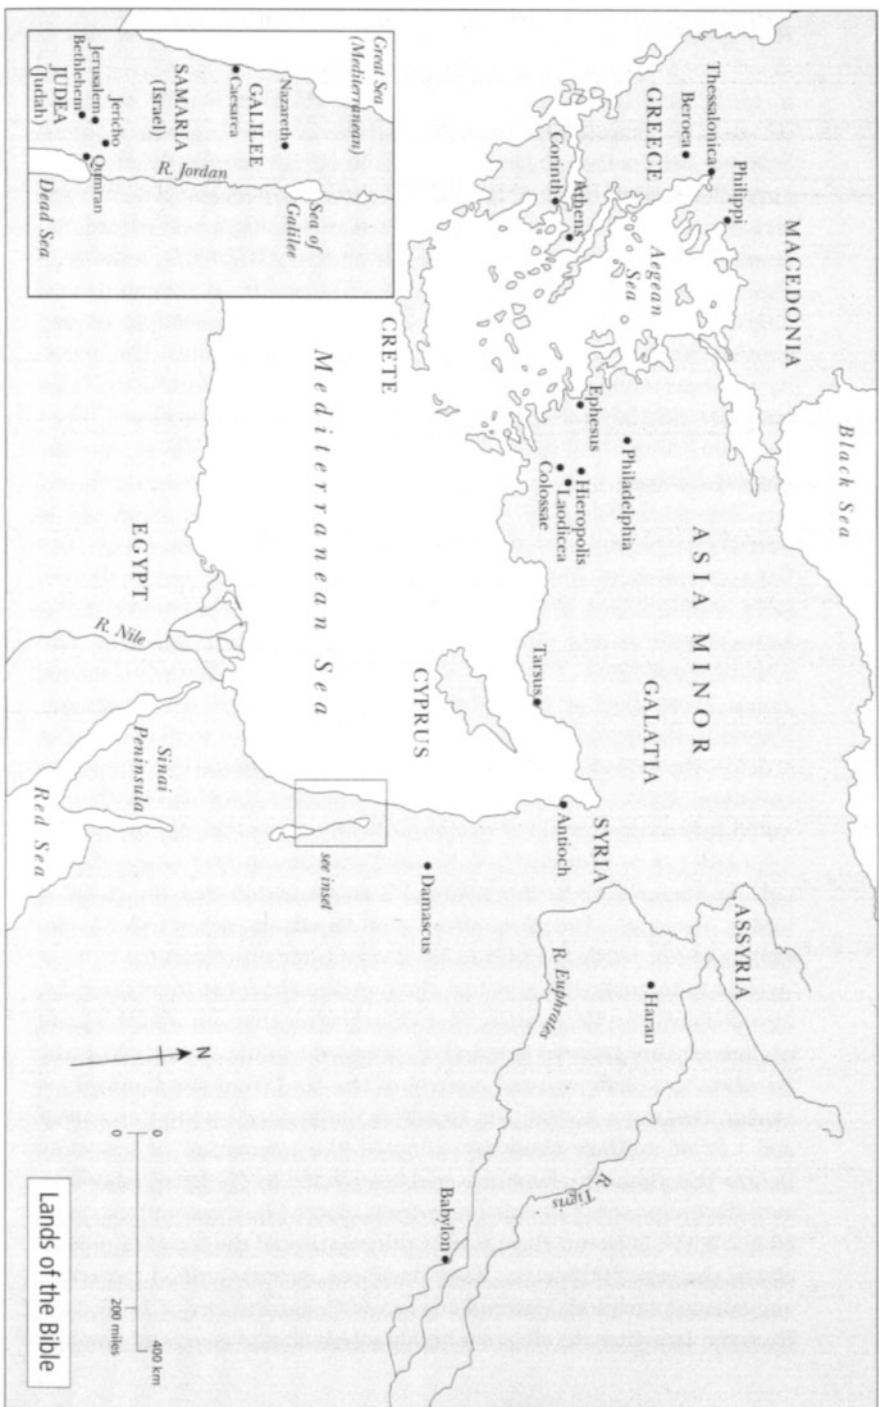 MACEDONIA
Black Sea
Philippi
Thessalonica
Beroea
GREECE
Aegean
Sea
Athens
Corinth
ASIA MINOR
GALATIA
Philadelphia
Ephesus
Hieropolis
Laodicea
Colossae
Tarsus
ASSYRIA
SYRIA
Haran
Antioch
R. Euphrates
R. Tigris
CRETE
CYPRUS
Damascus
Babylon
Mediterranean Sea
see inset
EGYPT
R. Nile
Sinai
Peninsula
Red Sea
Great Sea
(Mediterranean)
Sea of
Galilee
Nazareth
GALILEE
Caesarea
SAMARIA
(Israel)
R. Jordan
Jericho
Jerusalem
Qumran
Bethlehem
JUDEA
(Judah)
Dead Sea
N
0 400 km
0 200 miles
Lands of the Bible